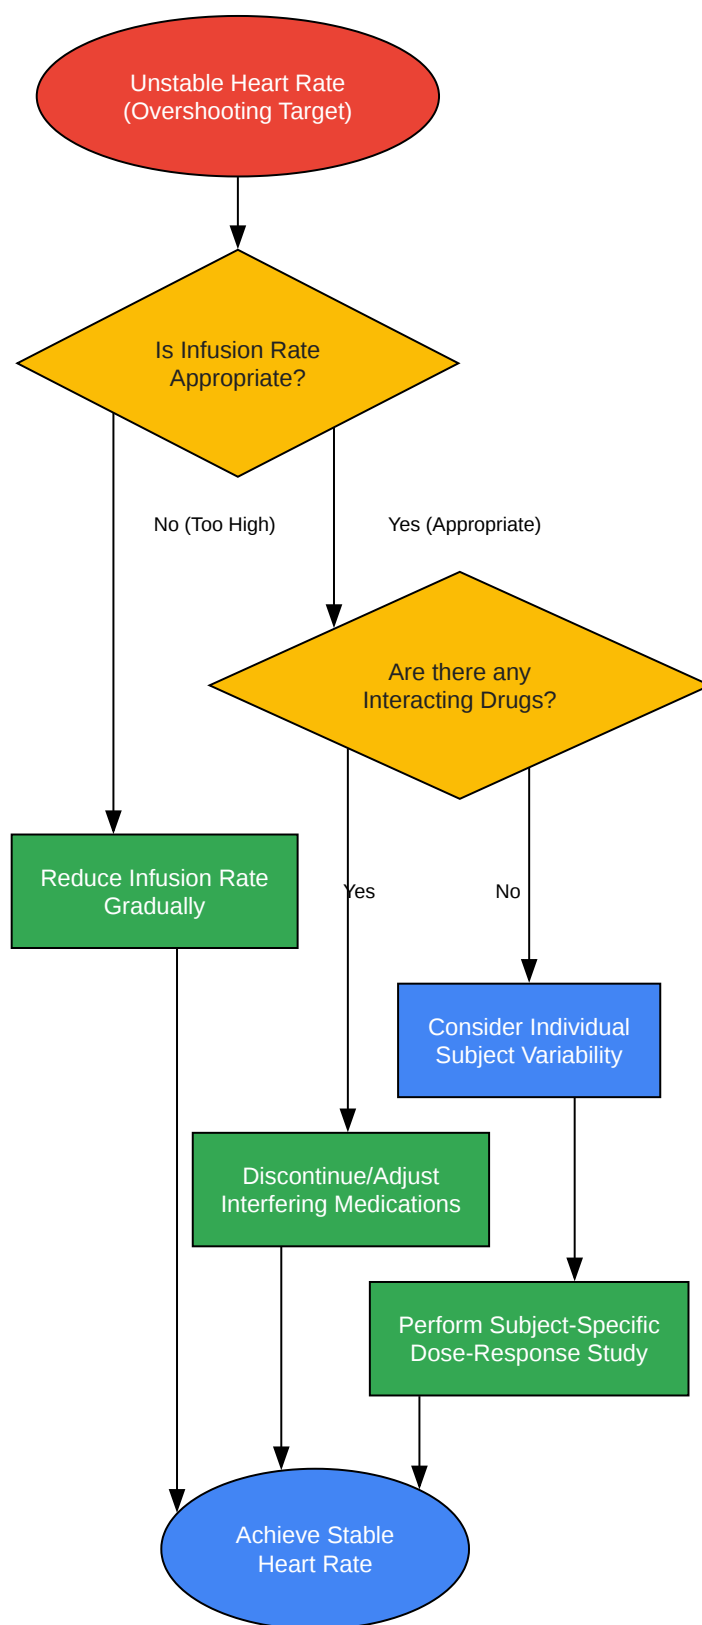 Unstable Heart Rate
(Overshooting Target)
Is Infusion Rate
Appropriate?
No (Too High)
Yes (Appropriate)
Are there any
Interacting Drugs?
Reduce Infusion Rate
Gradually
Yes
No
Consider Individual
Subject Variability
Discontinue/Adjust
Interfering Medications
Perform Subject-Specific
Dose-Response Study
Achieve Stable
Heart Rate